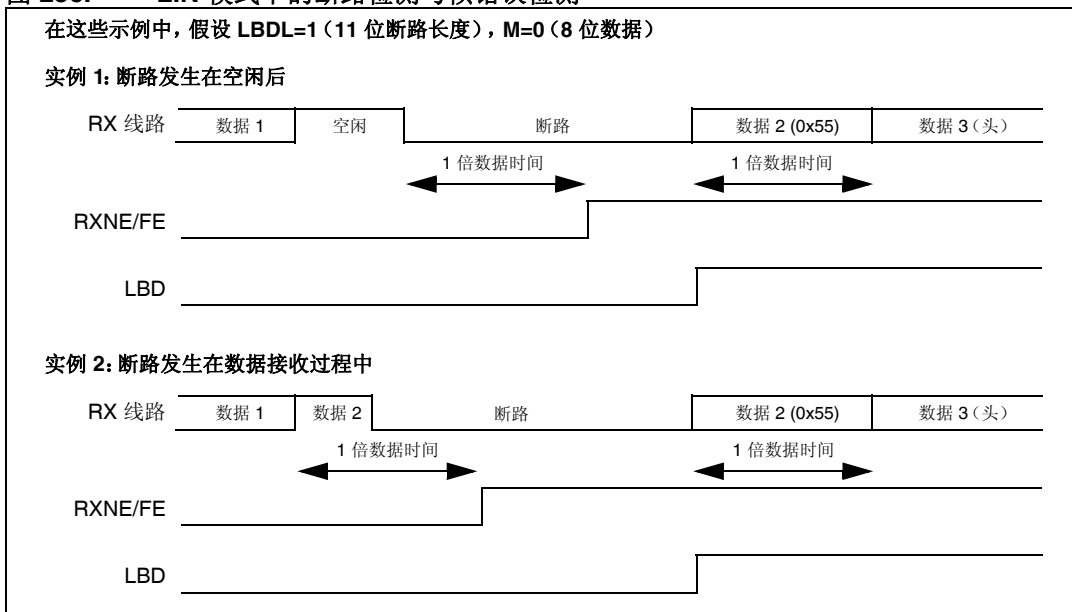 在这些示例中，假设 LBDL=1（11 位断路长度），M=0（8 位数据）
实例 1：断路发生在空闲后
RX 线路 数据 1 空闲 断路 数据 2 (0x55) 数据 3（头）
1 倍数据时间 1 倍数据时间
RXNE/FE
LBD
实例 2：断路发生在数据接收过程中
RX 线路 数据 1 数据 2 断路 数据 2 (0x55) 数据 3（头）
1 倍数据时间 1 倍数据时间
RXNE/FE
LBD